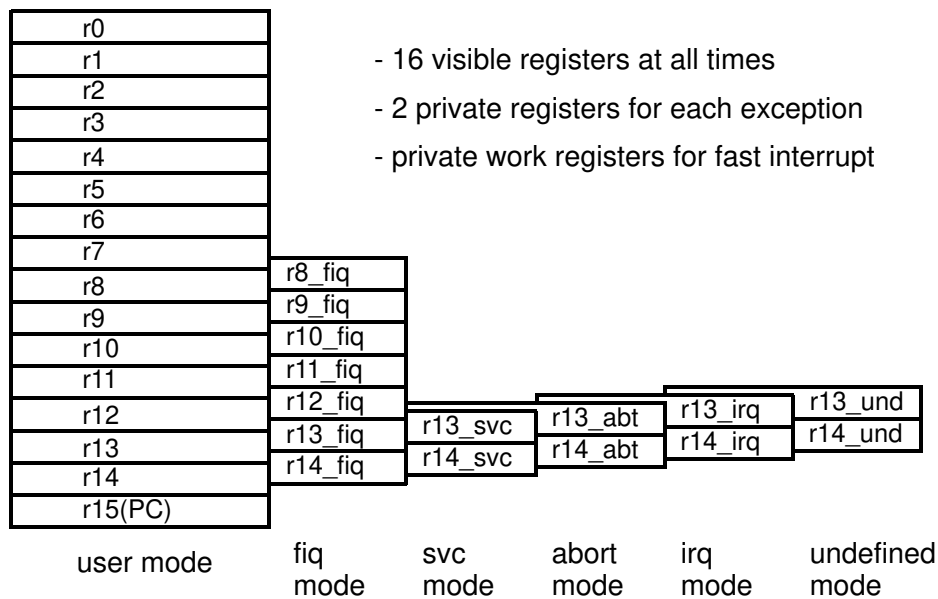 r0
r1
r2
r3
r4
r5
r6
r7
r8
r9
r10
r11
r12
r13
r14
r15(PC)
- 16 visible registers at all times
- 2 private registers for each exception
- private work registers for fast interrupt
r8_fiq
r9_fiq
r10_fiq
r11_fiq
r12_fiq
r13_fiq
r14_fiq
r13_svc
r14_svc
r13_abt
r14_abt
r13_irq
r14_irq
r13_und
r14_und
user mode
fiq
mode
svc
mode
abort
mode
irq
mode
undefined
mode